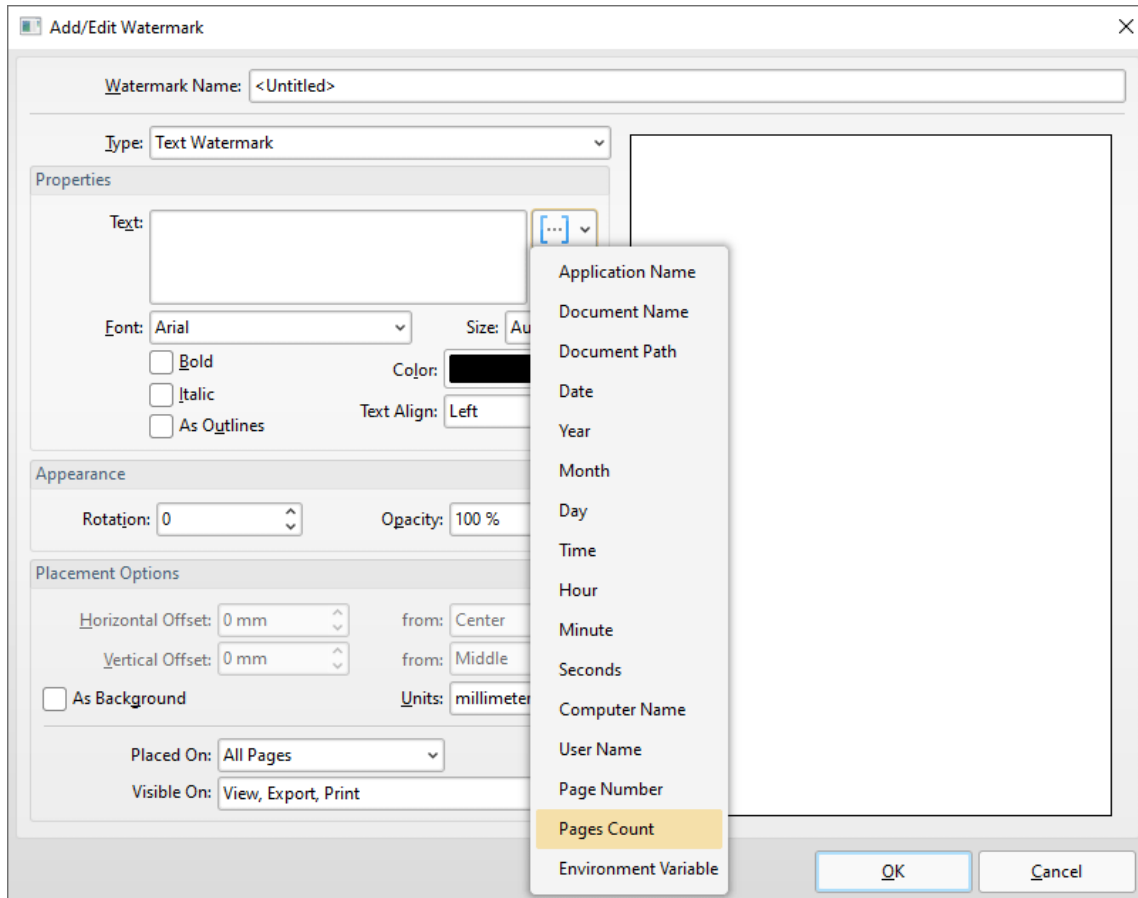 Add/Edit Watermark
Watermark Name: <Untitled>
Type: Text Watermark
Properties
Text:
[...]
Font: Arial
Size: Au
Bold
Color:
Italic
Text Align: Left
As Outlines
Appearance
Rotation: 0
Opacity: 100 %
Placement Options
Horizontal Offset: 0 mm
from: Center
Vertical Offset: 0 mm
from: Middle
As Background
Units: millimeter
Placed On: All Pages
Visible On: View, Export, Print
Application Name
Document Name
Document Path
Date
Year
Month
Day
Time
Hour
Minute
Seconds
Computer Name
User Name
Page Number
Pages Count
Environment Variable
OK
Cancel